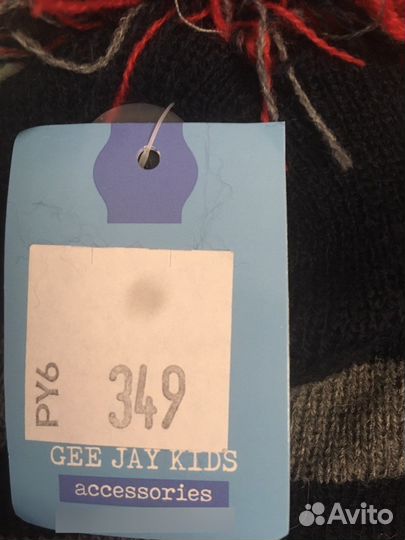 РУб
349
GEE JAY KIDS
accessories
Avito